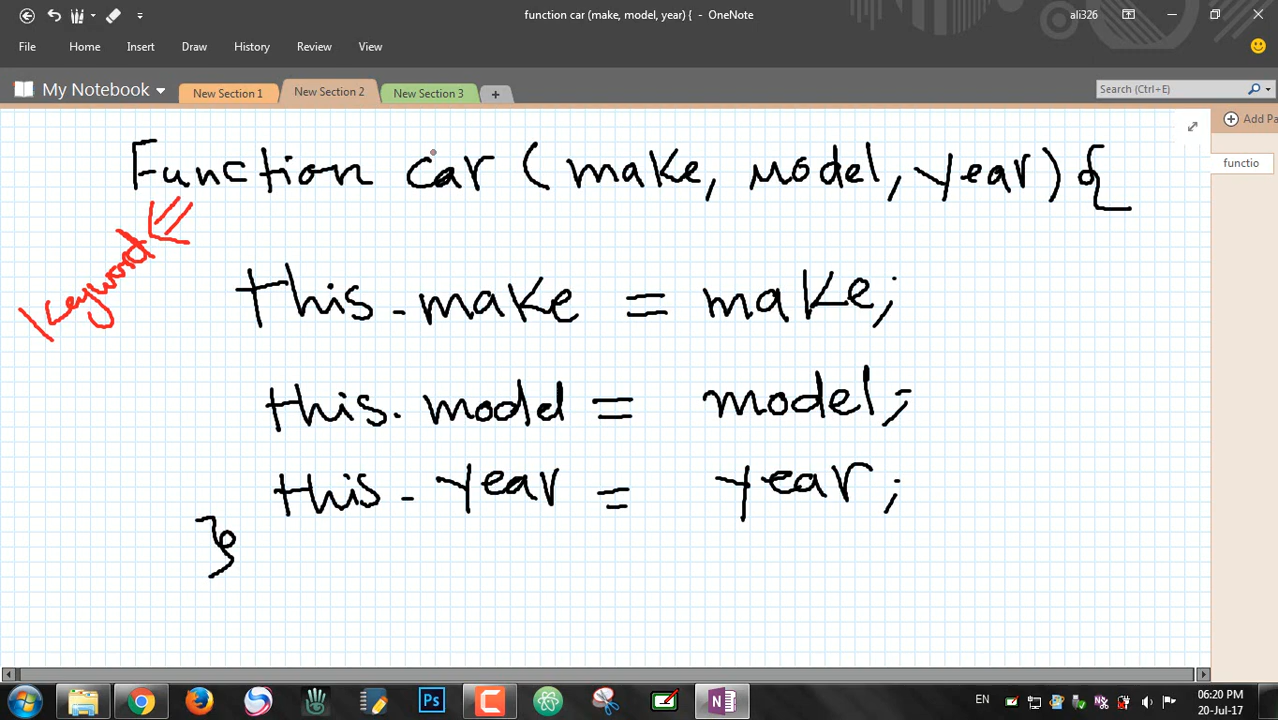 function car (make, model, year) { - OneNote
ali326
File Home Insert Draw History Review View
My Notebook New Section 1 New Section 2 New Section 3 +
Search (Ctrl+E)
Add Pa
functio
Function car (make, model, year) {
Keyword
this.make = make;
this.model = model;
this.year = year;
}
Ps
N
EN
06:20 PM
20-Jul-17